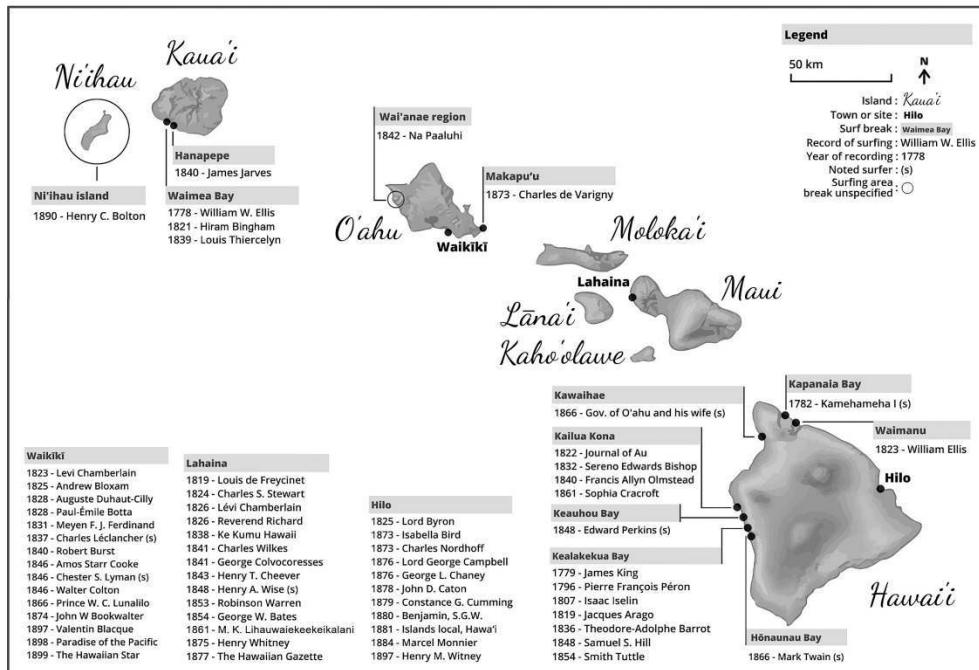 Legend
50 km
N
Island : Kaua'i
Town or site : Hilo
Surf break : Waimea Bay
Record of surfing : William W. Ellis
Year of recording : 1778
Noted surfer : (s)
Surfing area
break unspecified :
Ni'ihau
Kaua'i
Hanapepe
1840 - James Jarves
Ni'ihau island
1890 - Henry C. Bolton
Waimea Bay
1778 - William W. Ellis
1821 - Hiram Bingham
1839 - Louis Thiercelyn
Wai'anae region
1842 - Na Paaluhi
Makapu'u
1873 - Charles de Varigny
O'ahu
Waikīkī
Moloka'i
Lahaina
Maui
Lāna'i
Kaho'olawe
Kawaihae
1866 - Gov. of O'ahu and his wife (s)
Kapanaia Bay
1782 - Kamehameha I (s)
Waimanu
1823 - William Ellis
Kailua Kona
1822 - Journal of Au
1832 - Sereno Edwards Bishop
1840 - Francis Allyn Olmstead
1861 - Sophia Cracroft
Hilo
Keauhou Bay
1848 - Edward Perkins (s)
Kealakekua Bay
1779 - James King
1796 - Pierre François Péron
1807 - Isaac Iselin
1819 - Jacques Arago
1836 - Theodore-Adolphe Barrot
1848 - Samuel S. Hill
1854 - Smith Tuttle
Hawai'i
Hōnaunau Bay
1866 - Mark Twain (s)
Waikīkī
1823 - Levi Chamberlain
1825 - Andrew Bloxam
1828 - Auguste Duhaut-Cilly
1828 - Paul-Émile Botta
1831 - Meyen F. J. Ferdinand
1837 - Charles Léclancher (s)
1840 - Robert Burst
1846 - Amos Starr Cooke
1846 - Chester S. Lyman (s)
1846 - Walter Colton
1866 - Prince W. C. Lunalilo
1874 - John W Bookwalter
1897 - Valentin Blacque
1898 - Paradise of the Pacific
1899 - The Hawaiian Star
Lahaina
1819 - Louis de Freycinet
1824 - Charles S. Stewart
1826 - Lévi Chamberlain
1826 - Reverend Richard
1838 - Ke Kumu Hawaii
1841 - Charles Wilkes
1841 - George Colvocoresses
1843 - Henry T. Cheever
1848 - Henry A. Wise (s)
1853 - Robinson Warren
1854 - George W. Bates
1861 - M. K. Lihauwaiekeekeikalani
1875 - Henry Whitney
1877 - The Hawaiian Gazette
Hilo
1825 - Lord Byron
1873 - Isabella Bird
1873 - Charles Nordhoff
1876 - Lord George Campbell
1876 - George L. Chaney
1878 - John D. Caton
1879 - Constance G. Cumming
1880 - Benjamin, S.G.W.
1881 - Islands local, Hawa'i
1884 - Marcel Monnier
1897 - Henry M. Witney